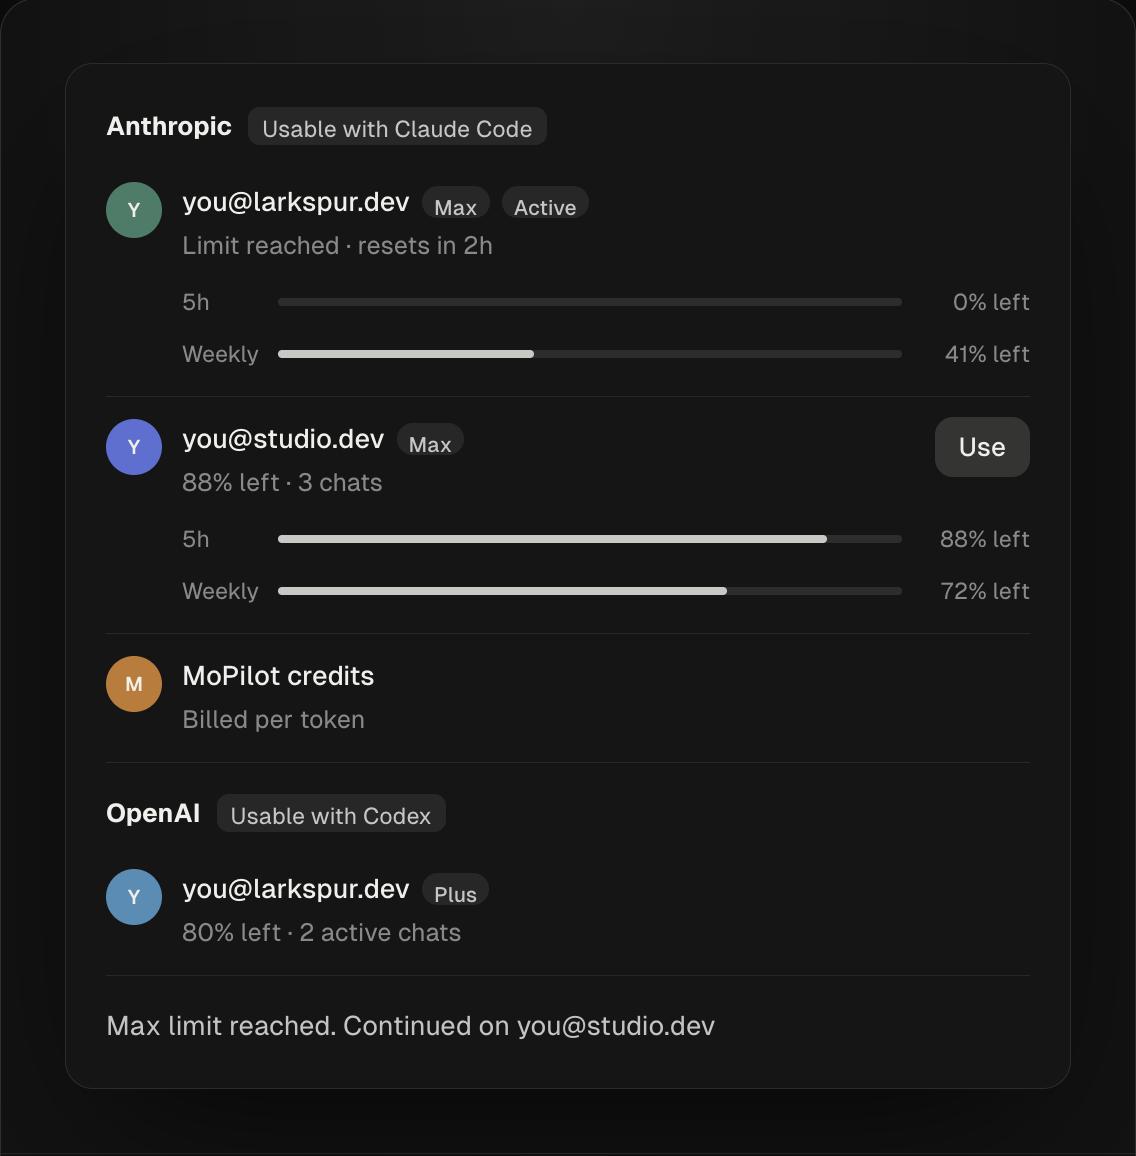 Anthropic Usable with Claude Code
Y you@larkspur.dev Max Active
Limit reached · resets in 2h
5h 0% left
Weekly 41% left
Y you@studio.dev Max Use
88% left · 3 chats
5h 88% left
Weekly 72% left
M MoPilot credits
Billed per token
OpenAI Usable with Codex
Y you@larkspur.dev Plus
80% left · 2 active chats
Max limit reached. Continued on you@studio.dev